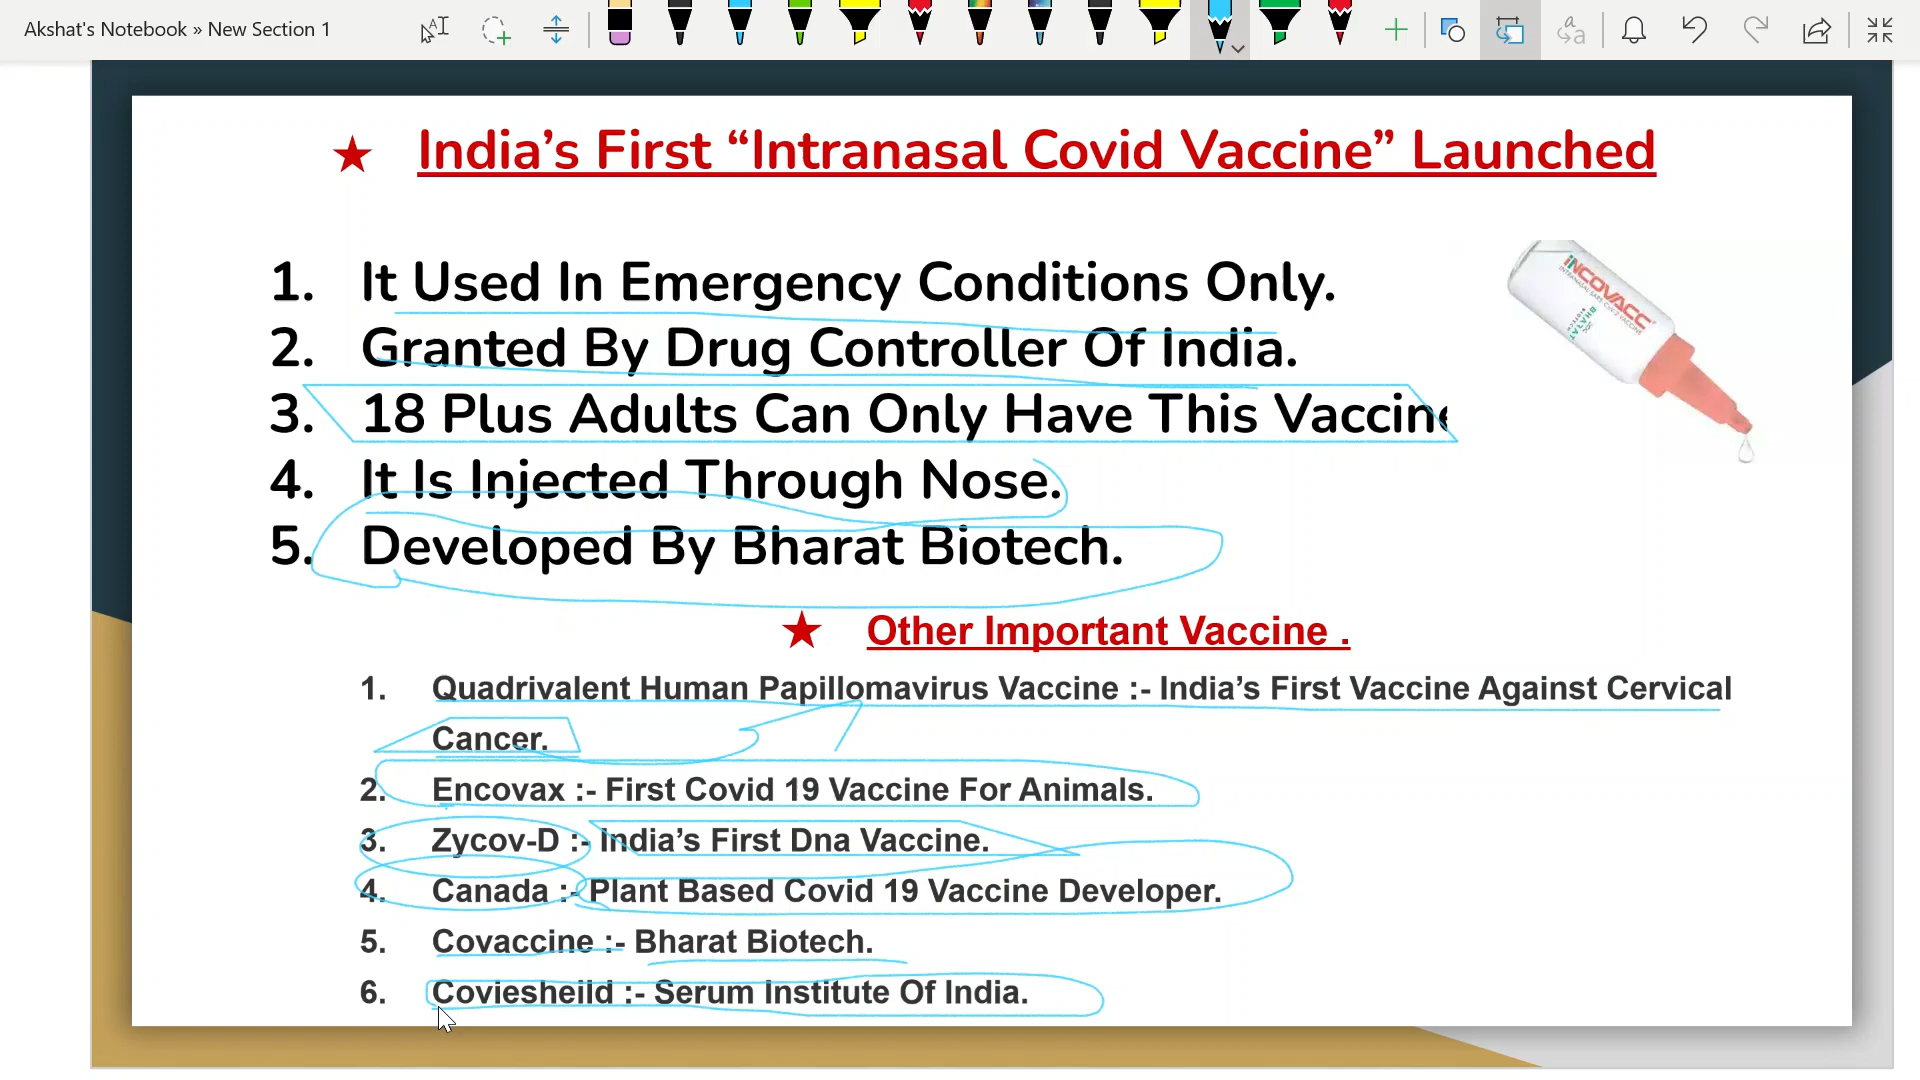 Akshat's Notebook » New Section 1
★ India’s First “Intranasal Covid Vaccine” Launched
1. It Used In Emergency Conditions Only.
2. Granted By Drug Controller Of India.
3. 18 Plus Adults Can Only Have This Vaccine
4. It Is Injected Through Nose.
5. Developed By Bharat Biotech.
iNCOVACC
BHARAT
★ Other Important Vaccine .
1. Quadrivalent Human Papillomavirus Vaccine :- India’s First Vaccine Against Cervical
Cancer.
2. Encovax :- First Covid 19 Vaccine For Animals.
3. Zycov-D :- India’s First Dna Vaccine.
4. Canada :- Plant Based Covid 19 Vaccine Developer.
5. Covaccine :- Bharat Biotech.
6. Coviesheild :- Serum Institute Of India.